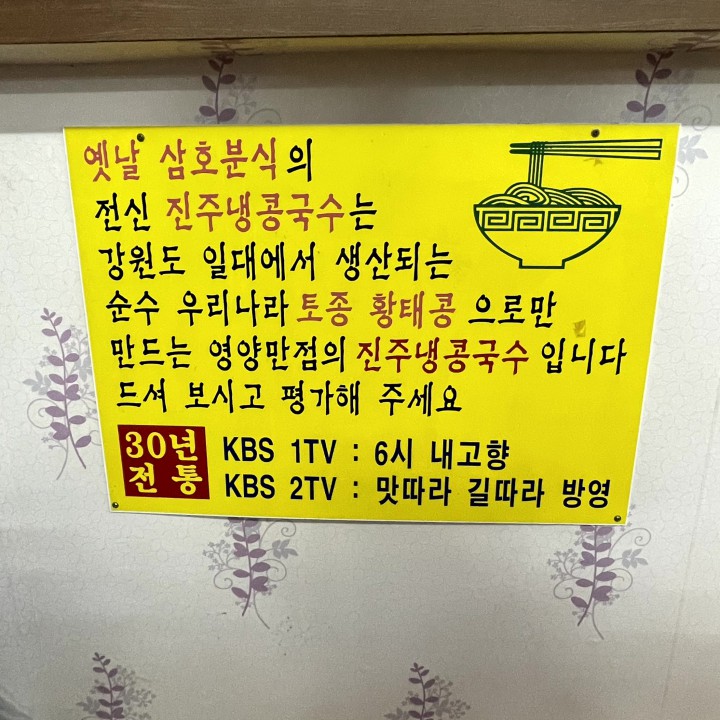 옛날 삼호분식의
전신 진주냉콩국수는
강원도 일대에서 생산되는
순수 우리나라 토종 황태콩으로만
만드는 영양만점의 진주냉콩국수 입니다
드셔 보시고 평가해 주세요
30년 전통
KBS 1TV : 6시 내고향
KBS 2TV : 맛따라 길따라 방영